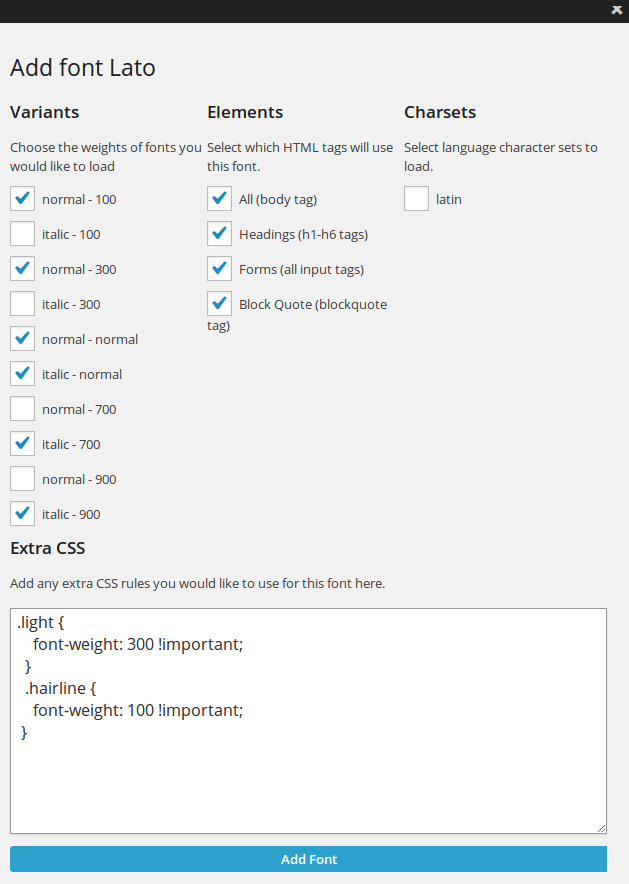 Add font Lato
Variants
Choose the weights of fonts you
would like to load
normal - 100
italic - 100
normal - 300
italic - 300
normal - normal
italic - normal
normal - 700
italic - 700
normal - 900
italic - 900
Elements
Select which HTML tags will use
this font.
All (body tag)
Headings (h1-h6 tags)
Forms (all input tags)
Block Quote (blockquote
tag)
Charsets
Select language character sets to
load.
latin
Extra CSS
Add any extra CSS rules you would like to use for this font here.
.light {
font-weight: 300 !important;
}
.hairline {
font-weight: 100 !important;
}
Add Font